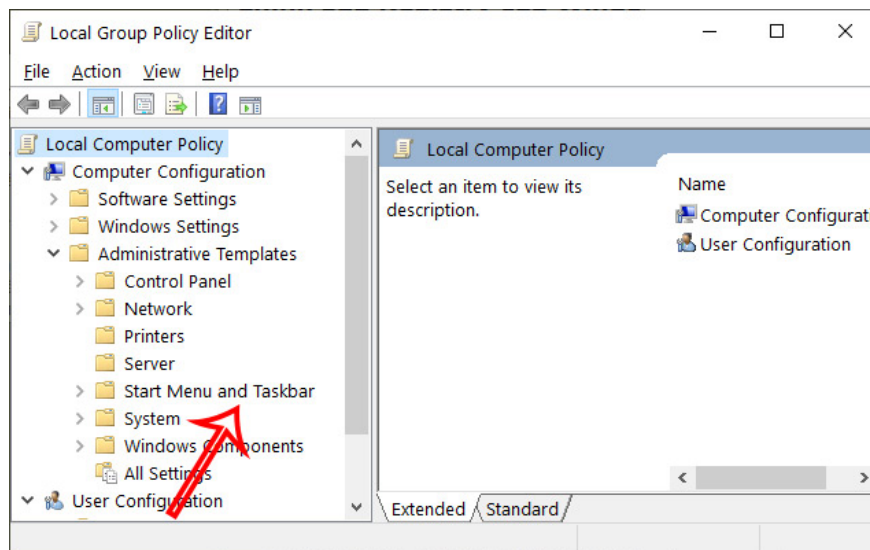 Local Group Policy Editor
File Action View Help
Local Computer Policy
Computer Configuration
Software Settings
Windows Settings
Administrative Templates
Control Panel
Network
Printers
Server
Start Menu and Taskbar
System
Windows Components
All Settings
User Configuration
Local Computer Policy
Select an item to view its
description.
Name
Computer Configurati
User Configuration
Extended Standard